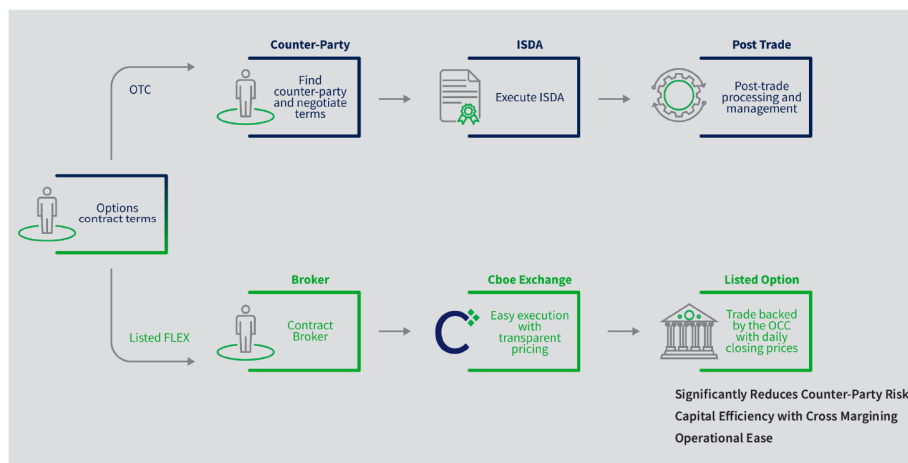 Counter-Party
ISDA
Post Trade
OTC
Find
counter-party
and negotiate
terms
Execute ISDA
Post-trade
processing and
management
Options
contract terms
Broker
Cboe Exchange
Listed Option
Listed FLEX
Contract
Broker
Easy execution
with
transparent
pricing
Trade backed
by the OCC
with daily
closing prices
Significantly Reduces Counter-Party Risk
Capital Efficiency with Cross Margining
Operational Ease